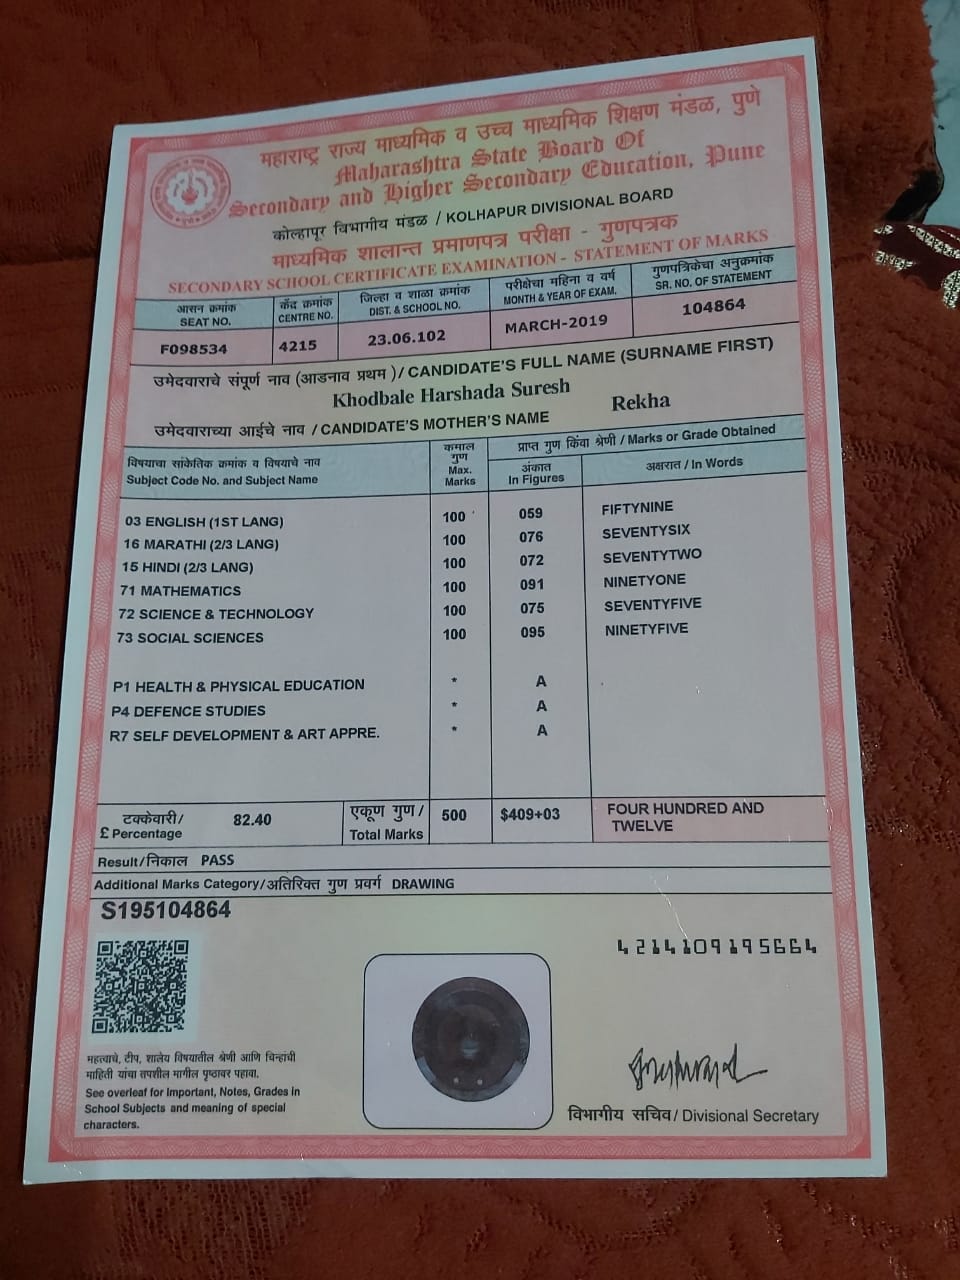 महाराष्ट्र राज्य माध्यमिक व उच्च माध्यमिक शिक्षण मंडळ, पुणे
Maharashtra State Board Of
Secondary and Higher Secondary Education, Pune
कोल्हापूर विभागीय मंडळ / KOLHAPUR DIVISIONAL BOARD
माध्यमिक शालान्त प्रमाणपत्र परीक्षा - गुणपत्रक
SECONDARY SCHOOL CERTIFICATE EXAMINATION - STATEMENT OF MARKS
आसन क्रमांक केंद्र क्रमांक जिल्हा व शाळा क्रमांक परीक्षेचा महिना व वर्ष गुणपत्रिकेचा अनुक्रमांक
SEAT NO. CENTRE NO. DIST. & SCHOOL NO. MONTH & YEAR OF EXAM. SR. NO. OF STATEMENT
F098534 4215 23.06.102 MARCH-2019 104864
उमेदवाराचे संपूर्ण नाव (आडनाव प्रथम) / CANDIDATE'S FULL NAME (SURNAME FIRST)
Khodbale Harshada Suresh
उमेदवाराच्या आईचे नाव / CANDIDATE'S MOTHER'S NAME Rekha
विषयाचा सांकेतिक क्रमांक व विषयाचे नाव
Subject Code No. and Subject Name
कमाल
गुण
Max.
Marks
प्राप्त गुण किंवा श्रेणी / Marks or Grade Obtained
अंकात
In Figures
अक्षरात / In Words
03 ENGLISH (1ST LANG) 100 059 FIFTYNINE
16 MARATHI (2/3 LANG) 100 076 SEVENTYSIX
15 HINDI (2/3 LANG) 100 072 SEVENTYTWO
71 MATHEMATICS 100 091 NINETYONE
72 SCIENCE & TECHNOLOGY 100 075 SEVENTYFIVE
73 SOCIAL SCIENCES 100 095 NINETYFIVE
P1 HEALTH & PHYSICAL EDUCATION * A
P4 DEFENCE STUDIES * A
R7 SELF DEVELOPMENT & ART APPRE. * A
टक्केवारी/
£ Percentage
82.40
एकूण गुण /
Total Marks
500 $409+03
FOUR HUNDRED AND
TWELVE
Result/निकाल PASS
Additional Marks Category/अतिरिक्त गुण प्रवर्ग DRAWING
S195104864
4214109195664
महत्वाचे, टीप, शालेय विषयातील श्रेणी आणि चिन्हांची
माहिती यांचा तपशील मागील पृष्ठावर पहावा.
See overleaf for Important, Notes, Grades in
School Subjects and meaning of special
characters.
विभागीय सचिव / Divisional Secretary